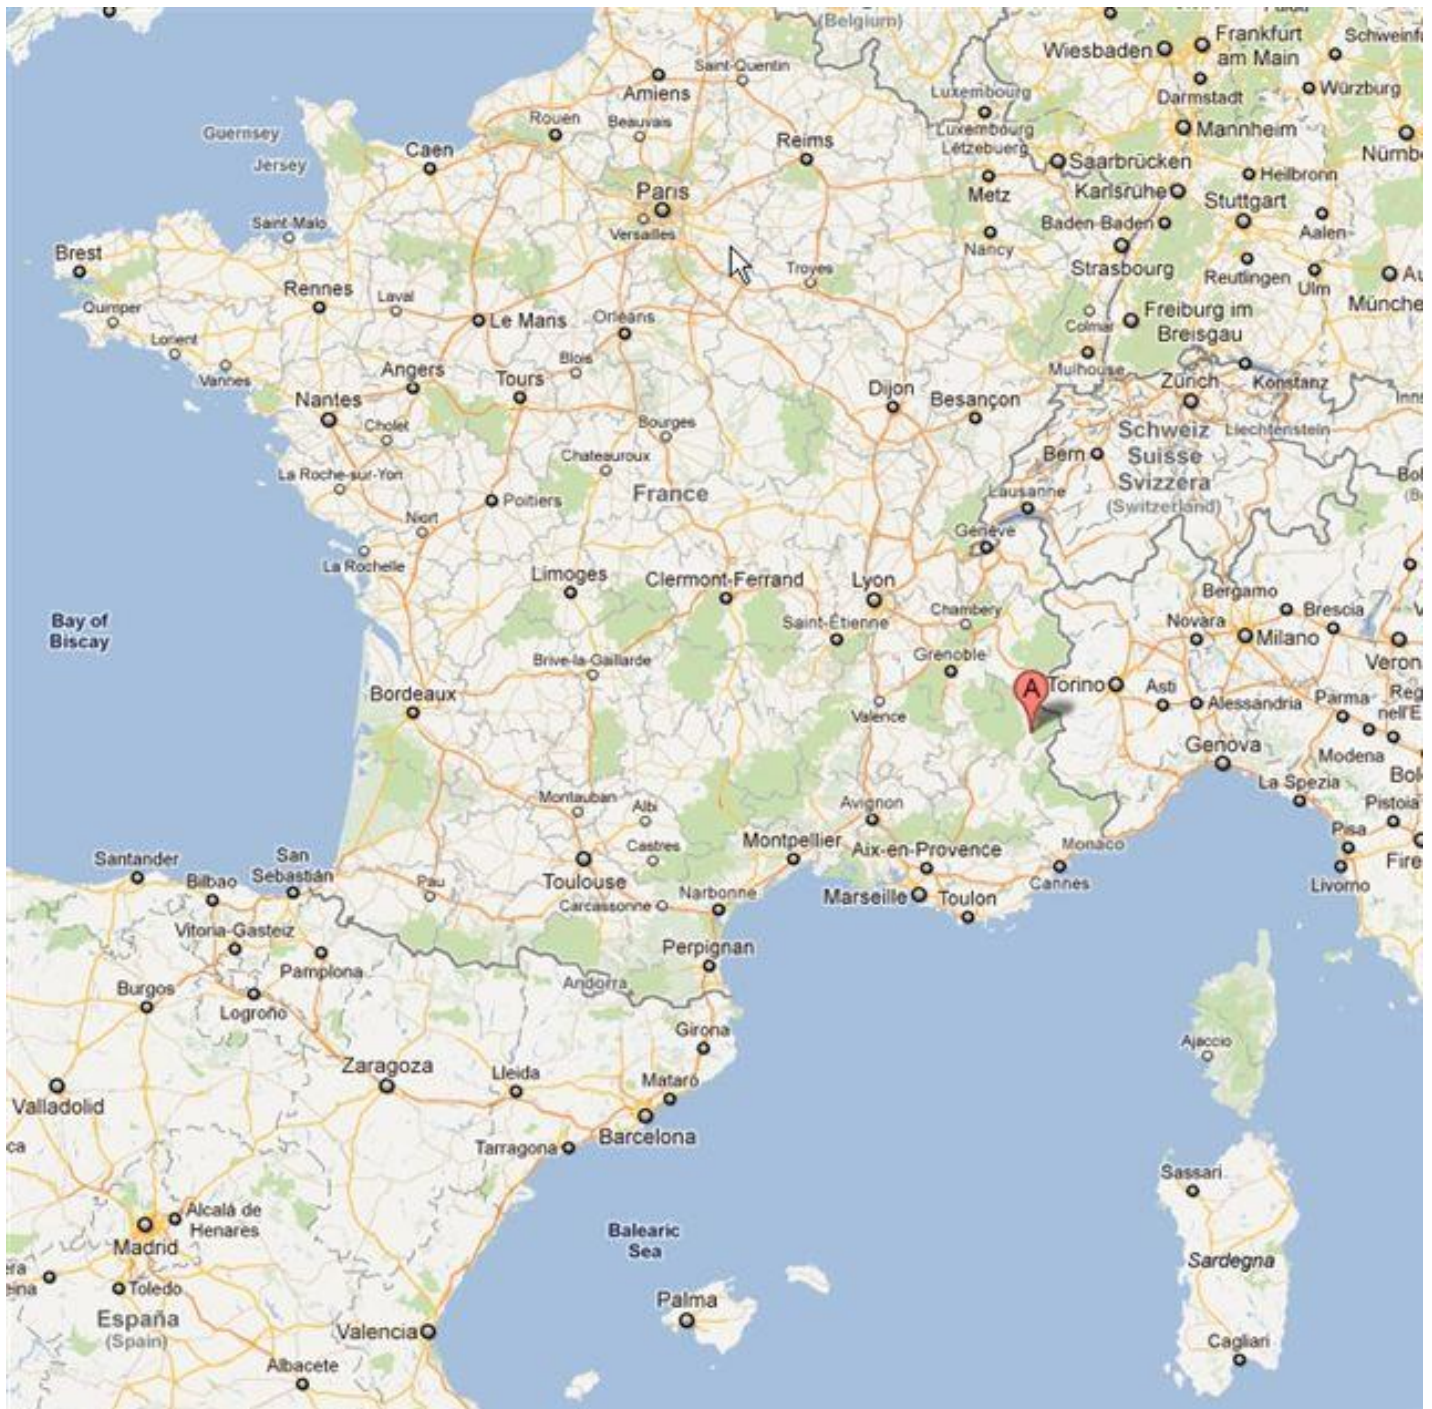 (Belgium)
Wiesbaden
Frankfurt
am Main
Saint-Quentin
Amiens
Luxembourg
Darmstadt
Würzburg
Guernsey
Rouen
Beauvais
Reims
Luxembourg
Lëtzebuerg
Mannheim
Jersey
Caen
Saarbrücken
Heilbronn
Paris
Metz
Karlsruhe
Stuttgart
Saint-Malo
Versailles
Nancy
Baden-Baden
Aalen
Brest
Troyes
Strasbourg
Reutlingen
Ulm
Quimper
Rennes
Laval
Le Mans
Orléans
Colmar
Freiburg im
Breisgau
Lorient
Vannes
Angers
Tours
Blois
Mulhouse
Zürich
Konstanz
Nantes
Cholet
Bourges
Dijon
Besançon
Schweiz
Suisse
Svizzera
(Switzerland)
Liechtenstein
Bern
La Roche-sur-Yon
Chateauroux
France
Lausanne
Poitiers
Niort
Genève
La Rochelle
Limoges
Clermont-Ferrand
Lyon
Bergamo
Bay of
Biscay
Saint-Étienne
Chambery
Novara
Brescia
Milano
Brive-la-Gaillarde
Grenoble
A
Torino
Asti
Bordeaux
Valence
Alessandria
Parma
Genova
Modena
La Spezia
Montauban
Albi
Avignon
Pistoia
Santander
San
Sebastián
Castres
Montpellier
Aix-en-Provence
Monaco
Pisa
Bilbao
Pau
Toulouse
Narbonne
Marseille
Toulon
Cannes
Livorno
Carcassonne
Vitoria-Gasteiz
Pamplona
Perpignan
Burgos
Logroño
Andorra
Girona
Ajaccio
Zaragoza
Lleida
Mataró
Valladolid
Barcelona
Tarragona
Sassari
Alcalá de
Henares
Madrid
Balearic
Sea
Sardegna
Toledo
España
(Spain)
Palma
Valencia
Cagliari
Albacete